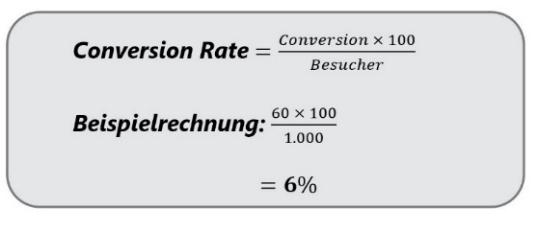 Conversion Rate = Conversion × 100
Besucher
Beispielrechnung: 60 × 100
1.000
= 6%